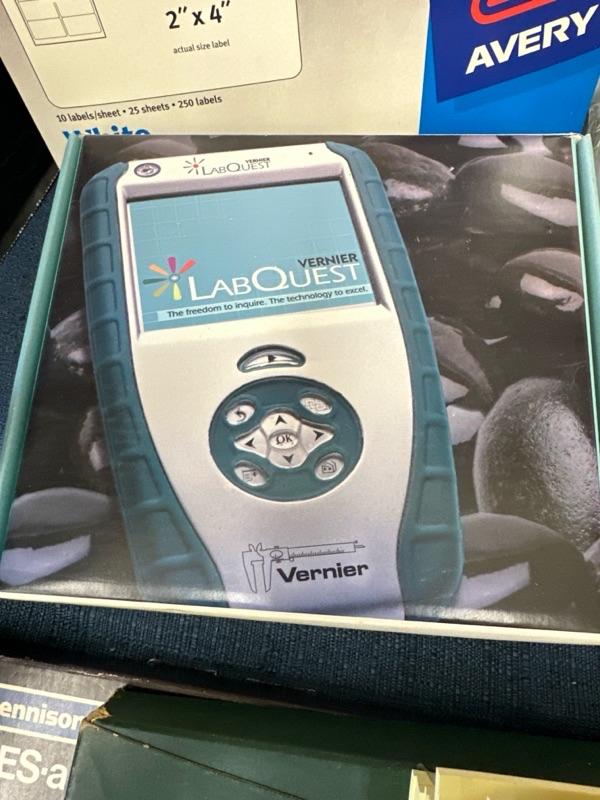 2” x 4”
actual size label
AVERY
10 labels/sheet • 25 sheets • 250 labels
White
VERNIER
LABQUEST
VERNIER
LABQUEST
The freedom to inquire. The technology to excel.
OK
Vernier
ennison
ES-a